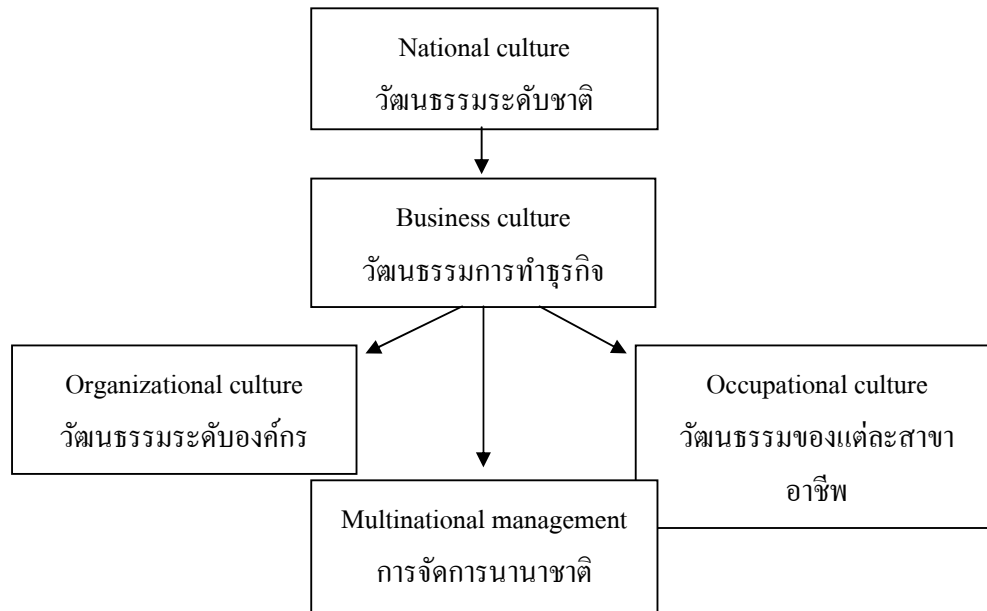 National culture
วัฒนธรรมระดับชาติ
Business culture
วัฒนธรรมการทำธุรกิจ
Organizational culture
วัฒนธรรมระดับองค์กร
Occupational culture
วัฒนธรรมของแต่ละสาขา
อาชีพ
Multinational management
การจัดการนานาชาติ